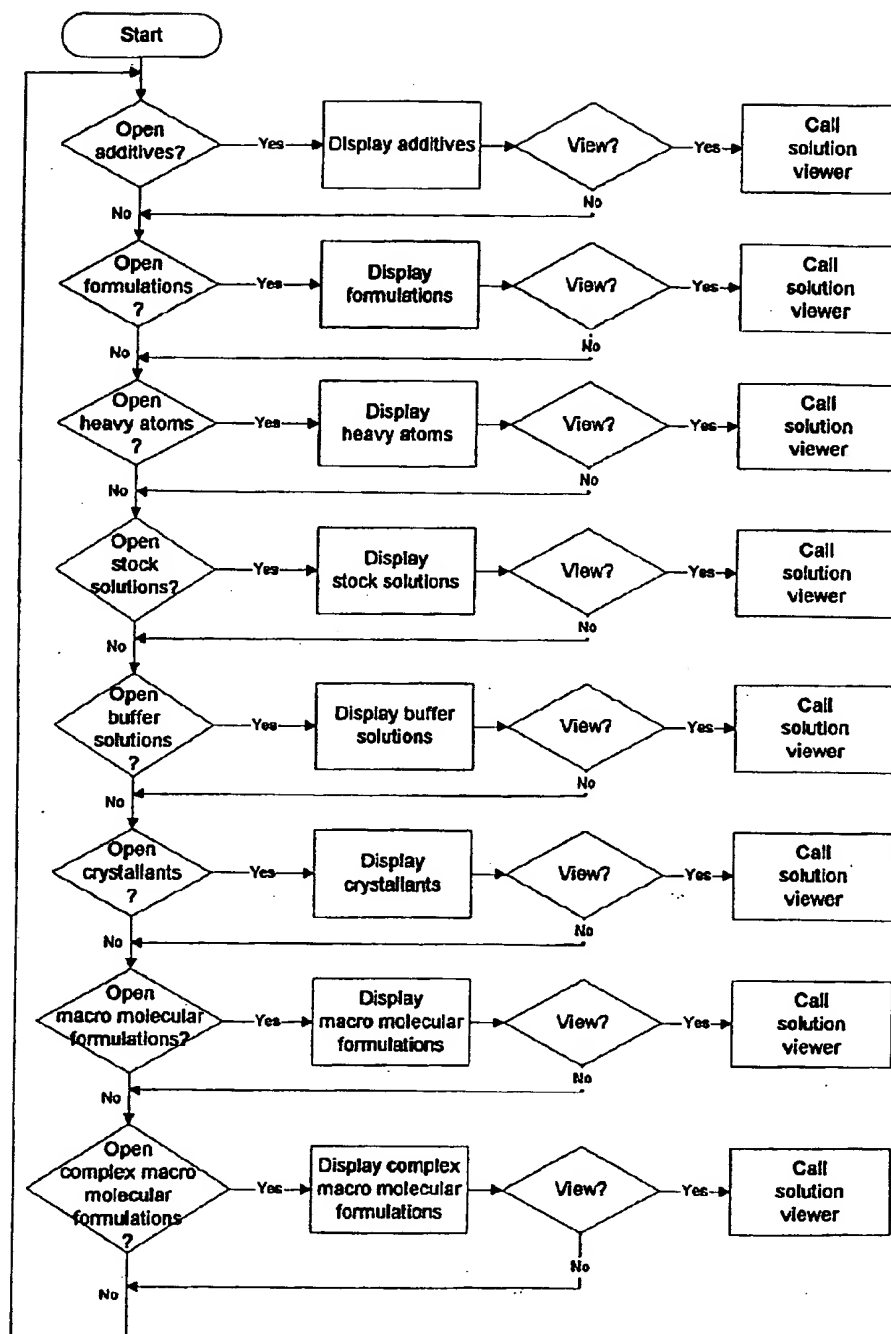 Start
Open
additives?
Yes
Display additives
View?
Yes
Call
solution
viewer
No
No
Open
formulations
?
Yes
Display
formulations
View?
Yes
Call
solution
viewer
No
No
Open
heavy atoms
?
Yes
Display
heavy atoms
View?
Yes
Call
solution
viewer
No
No
Open
stock
solutions?
Yes
Display
stock solutions
View?
Yes
Call
solution
viewer
No
No
Open
buffer
solutions
?
Yes
Display buffer
solutions
View?
Yes
Call
solution
viewer
No
No
Open
crystallants
?
Yes
Display
crystallants
View?
Yes
Call
solution
viewer
No
No
Open
macro molecular
formulations?
Yes
Display
macro molecular
formulations
View?
Yes
Call
solution
viewer
No
No
Open
complex macro
molecular
formulations
?
Yes
Display complex
macro molecular
formulations
View?
Yes
Call
solution
viewer
No
No